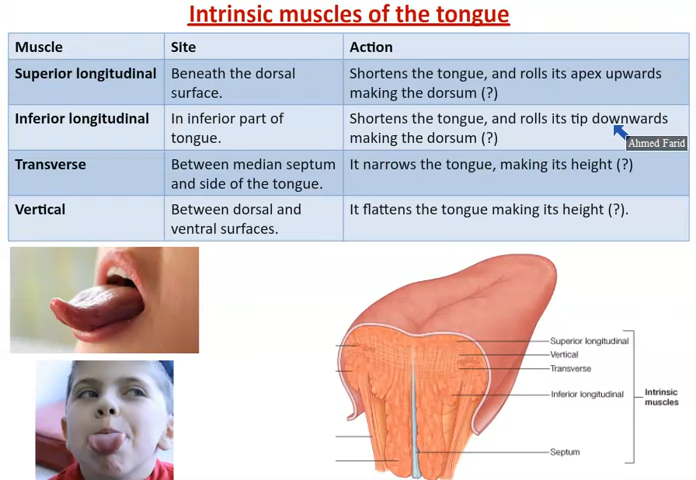 Intrinsic muscles of the tongue
Muscle Site Action
Superior longitudinal Beneath the dorsal Shortens the tongue, and rolls its apex upwards
surface. making the dorsum (?)
Inferior longitudinal In inferior part of Shortens the tongue, and rolls its tip downwards
tongue. making the dorsum (?)
Ahmed Farid
Transverse Between median septum It narrows the tongue, making its height (?)
and side of the tongue.
Vertical Between dorsal and It flattens the tongue making its height (?).
ventral surfaces.
Superior longitudinal
Vertical
Transverse
Inferior longitudinal
Intrinsic
muscles
Septum